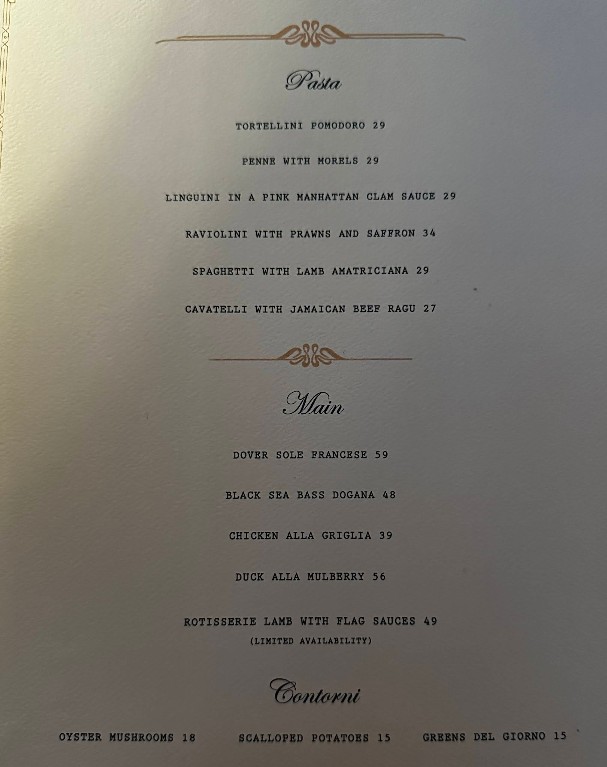 Pasta
TORTELLINI POMODORO 29
PENNE WITH MORELS 29
LINGUINI IN A PINK MANHATTAN CLAM SAUCE 29
RAVIOLINI WITH PRAWNS AND SAFFRON 34
SPAGHETTI WITH LAMB AMATRICIANA 29
CAVATELLI WITH JAMAICAN BEEF RAGU 27
Main
DOVER SOLE FRANCESE 59
BLACK SEA BASS DOGANA 48
CHICKEN ALLA GRIGLIA 39
DUCK ALLA MULBERRY 56
ROTISSERIE LAMB WITH FLAG SAUCES 49
(LIMITED AVAILABILITY)
Contorni
OYSTER MUSHROOMS 18 SCALLOPED POTATOES 15 GREENS DEL GIORNO 15